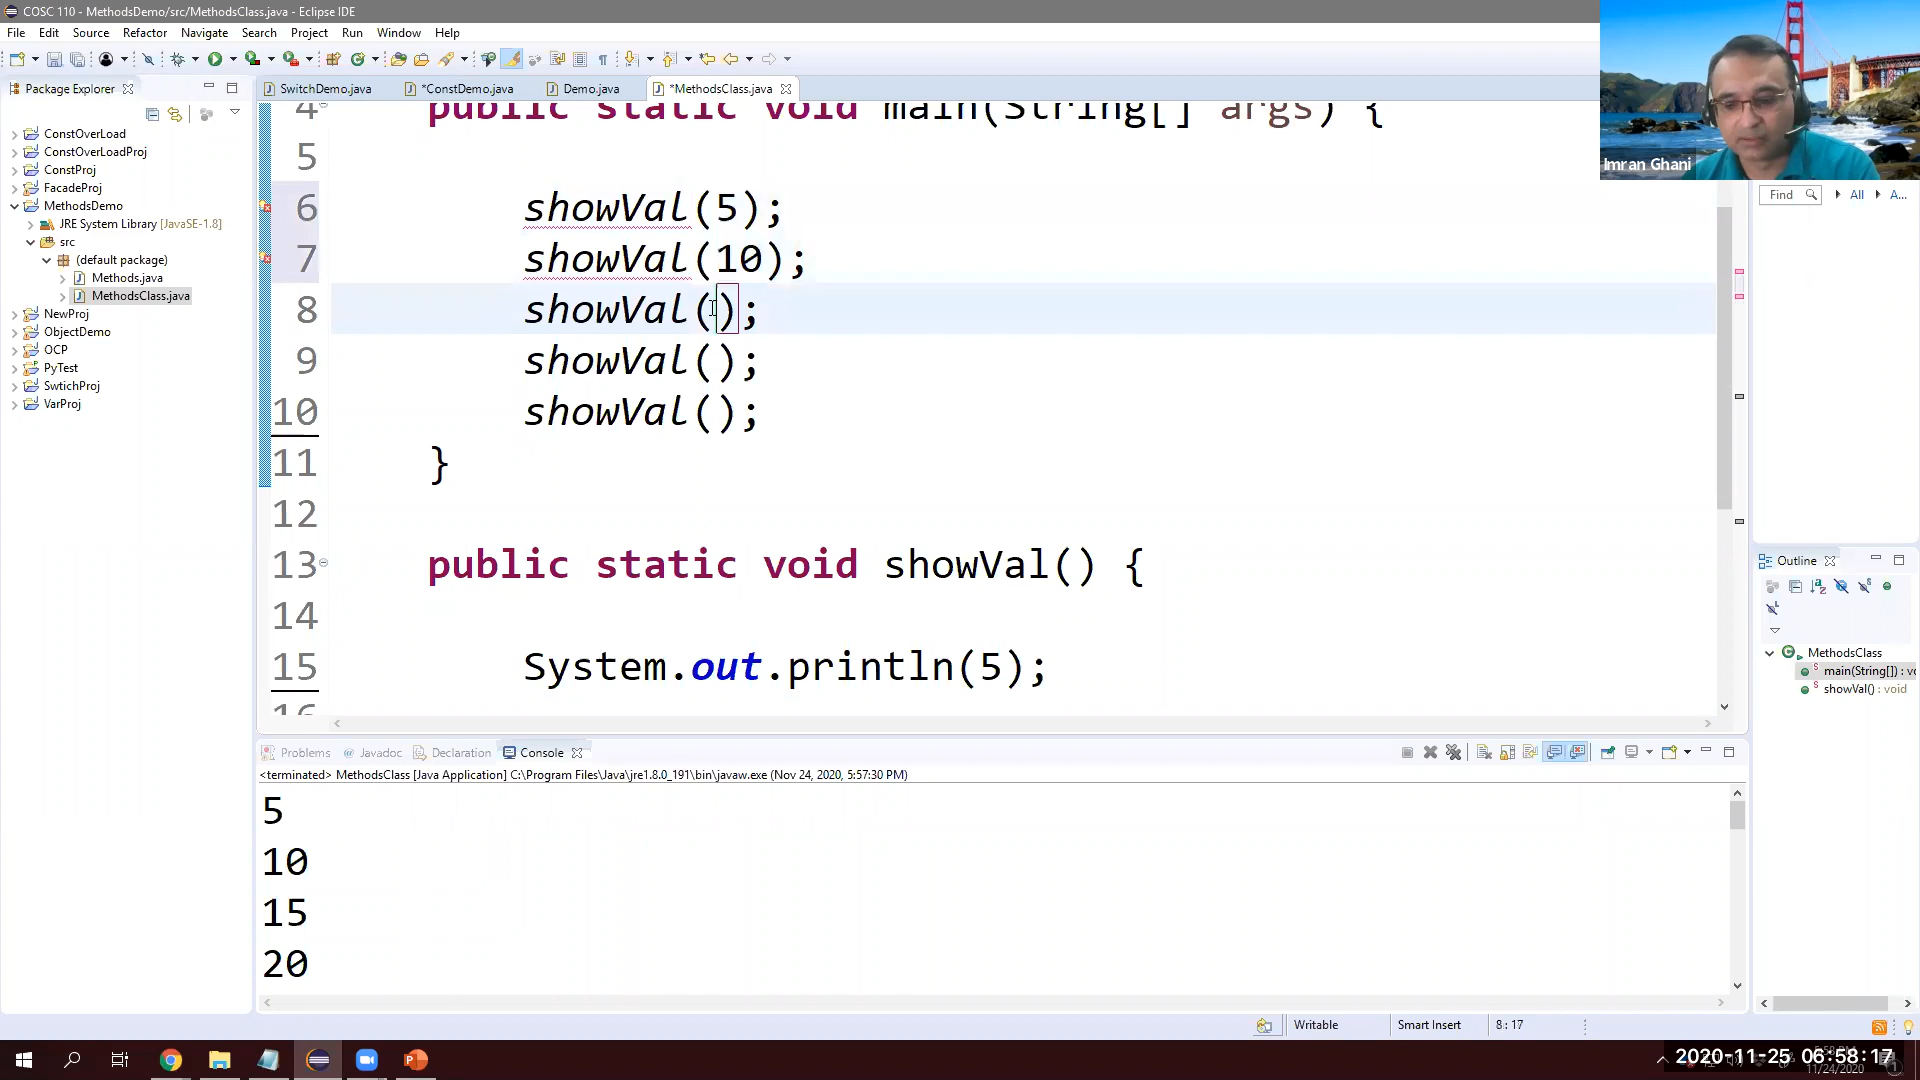 COSC 110 - MethodsDemo/src/MethodsClass.java - Eclipse IDE
File Edit Source Refactor Navigate Search Project Run Window Help
Package Explorer
SwitchDemo.java *ConstDemo.java Demo.java *MethodsClass.java
ConstOverLoad
ConstOverLoadProj
ConstProj
FacadeProj
MethodsDemo
JRE System Library [JavaSE-1.8]
src
(default package)
Methods.java
MethodsClass.java
NewProj
ObjectDemo
OCP
PyTest
SwtichProj
VarProj
4 public static void main(String[] args) {
5
6 showVal(5);
7 showVal(10);
8 showVal();
9 showVal();
10 showVal();
11 }
12
13 public static void showVal() {
14
15 System.out.println(5);
16
Imran Ghani
Find All A...
Outline
MethodsClass
main(String[]) : vo
showVal() : void
Problems Javadoc Declaration Console
<terminated> MethodsClass [Java Application] C:\Program Files\Java\jre1.8.0_191\bin\javaw.exe (Nov 24, 2020, 5:57:30 PM)
5
10
15
20
Writable Smart Insert 8 : 17
2020-11-25 06:58:17
11/24/2020